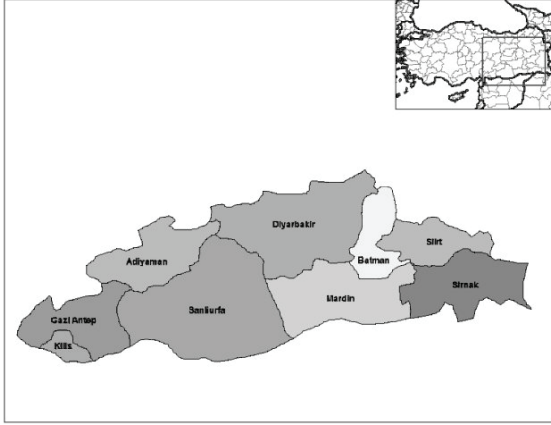 Diyarbakir
Siirt
Adiyaman
Batman
Sirnak
Mardin
Sanliurfa
Gazi Antep
Kilis